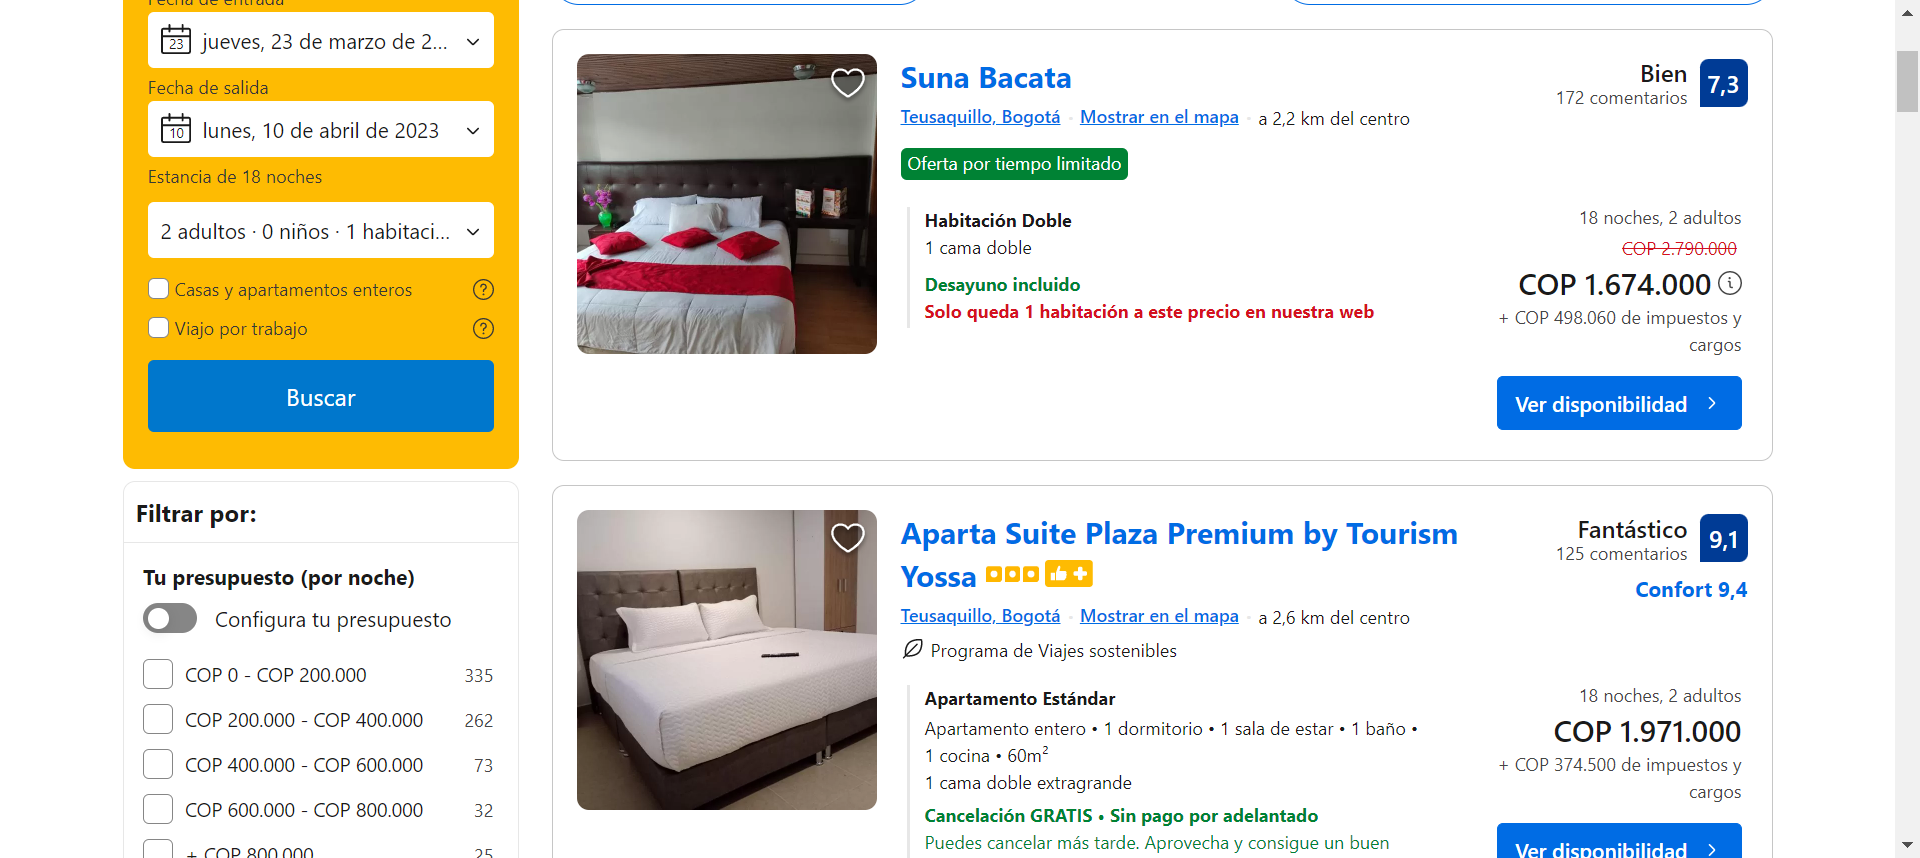 Fecha de entrada
23
jueves, 23 de marzo de 2...
Fecha de salida
10
lunes, 10 de abril de 2023
Estancia de 18 noches
2 adultos · 0 niños · 1 habitaci...
Casas y apartamentos enteros
Viajo por trabajo
Buscar
Filtrar por:
Tu presupuesto (por noche)
Configura tu presupuesto
COP 0 - COP 200.000 335
COP 200.000 - COP 400.000 262
COP 400.000 - COP 600.000 73
COP 600.000 - COP 800.000 32
+ COP 800.000 25
Suna Bacata
Teusaquillo, Bogotá · Mostrar en el mapa · a 2,2 km del centro
Oferta por tiempo limitado
Habitación Doble
1 cama doble
Desayuno incluido
Solo queda 1 habitación a este precio en nuestra web
Bien
172 comentarios
7,3
18 noches, 2 adultos
COP 2.790.000
COP 1.674.000
+ COP 498.060 de impuestos y
cargos
Ver disponibilidad
Aparta Suite Plaza Premium by Tourism
Yossa
Teusaquillo, Bogotá · Mostrar en el mapa · a 2,6 km del centro
Programa de Viajes sostenibles
Apartamento Estándar
Apartamento entero • 1 dormitorio • 1 sala de estar • 1 baño •
1 cocina • 60m²
1 cama doble extragrande
Cancelación GRATIS • Sin pago por adelantado
Puedes cancelar más tarde. Aprovecha y consigue un buen
Fantástico
125 comentarios
9,1
Confort 9,4
18 noches, 2 adultos
COP 1.971.000
+ COP 374.500 de impuestos y
cargos
Ver disponibilidad